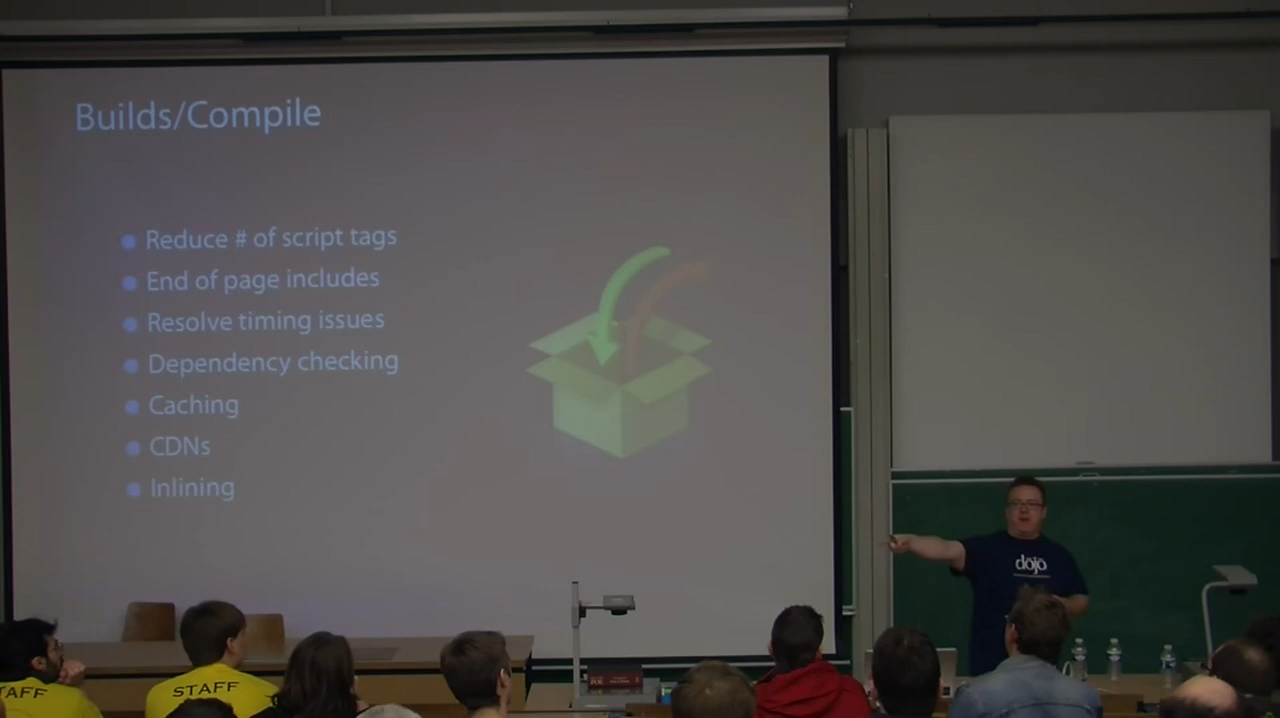 Builds/Compile
Reduce # of script tags
End of page includes
Resolve timing issues
Dependency checking
Caching
CDNs
Inlining
dojo
STAFF
STAFF